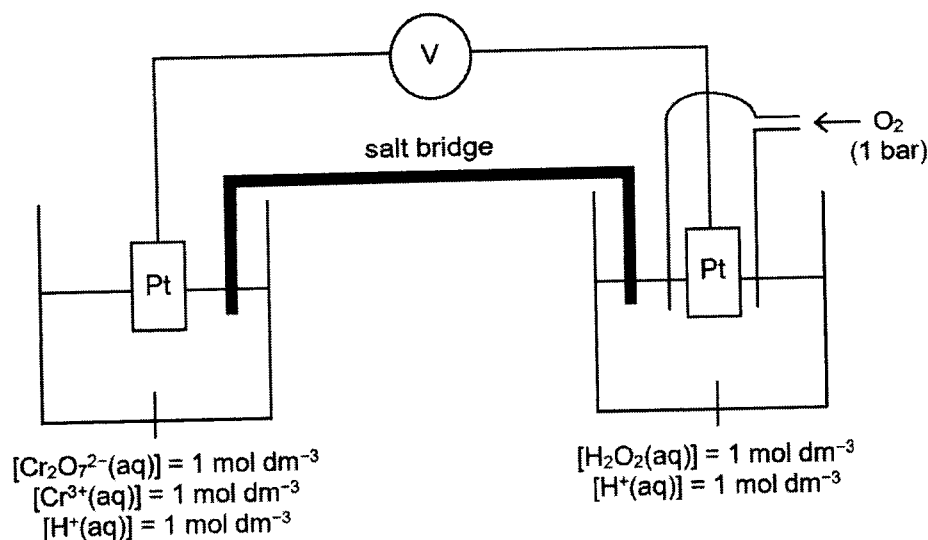 V
O₂
(1 bar)
salt bridge
Pt
Pt
[Cr₂O₇²⁻(aq)] = 1 mol dm⁻³
[Cr³⁺(aq)] = 1 mol dm⁻³
[H⁺(aq)] = 1 mol dm⁻³
[H₂O₂(aq)] = 1 mol dm⁻³
[H⁺(aq)] = 1 mol dm⁻³